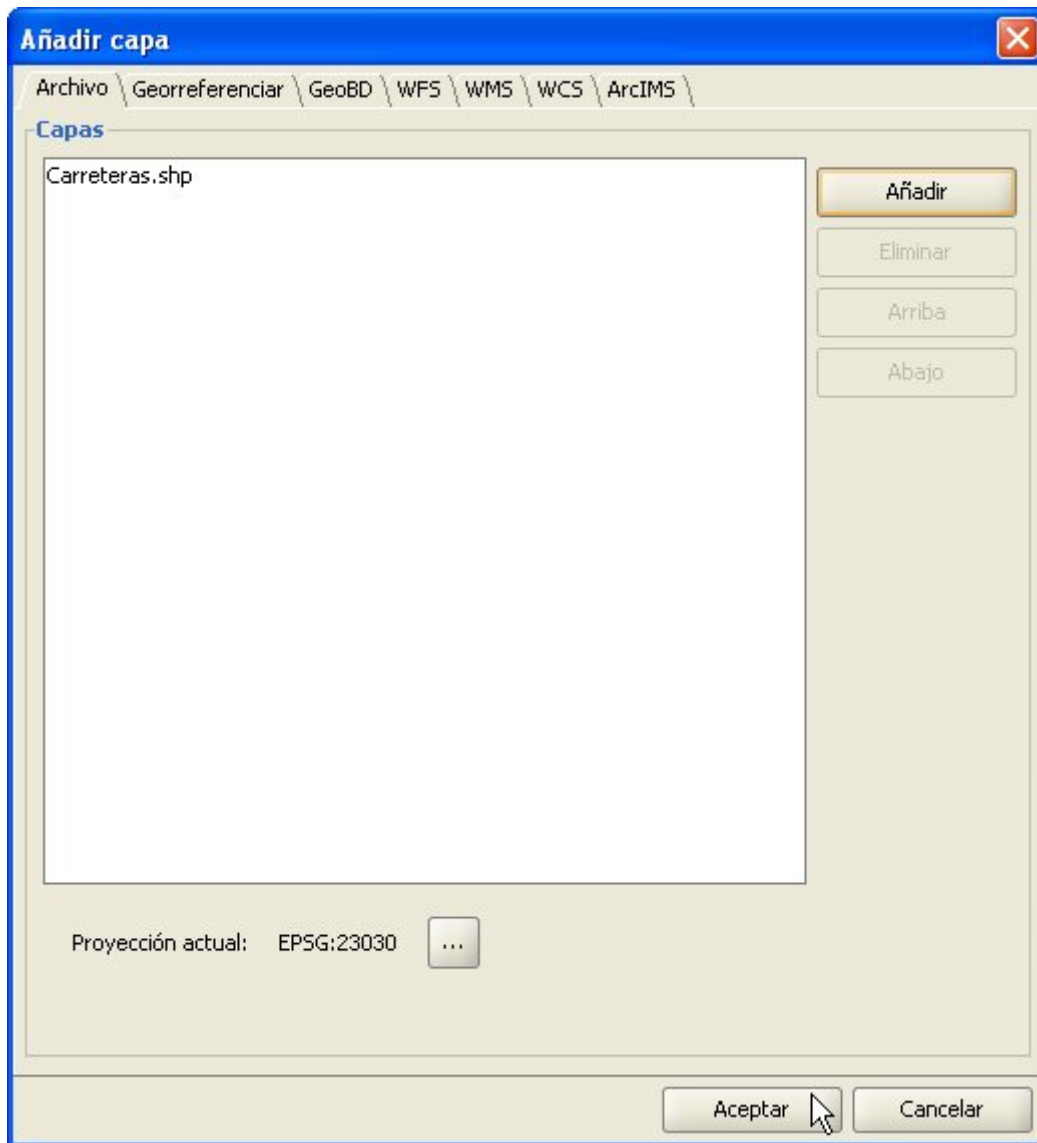 Añadir capa
Archivo Georreferenciar GeoBD WFS WMS WCS ArcIMS
Capas
Carreteras.shp
Añadir
Eliminar
Arriba
Abajo
Proyección actual: EPSG:23030 ...
Aceptar Cancelar